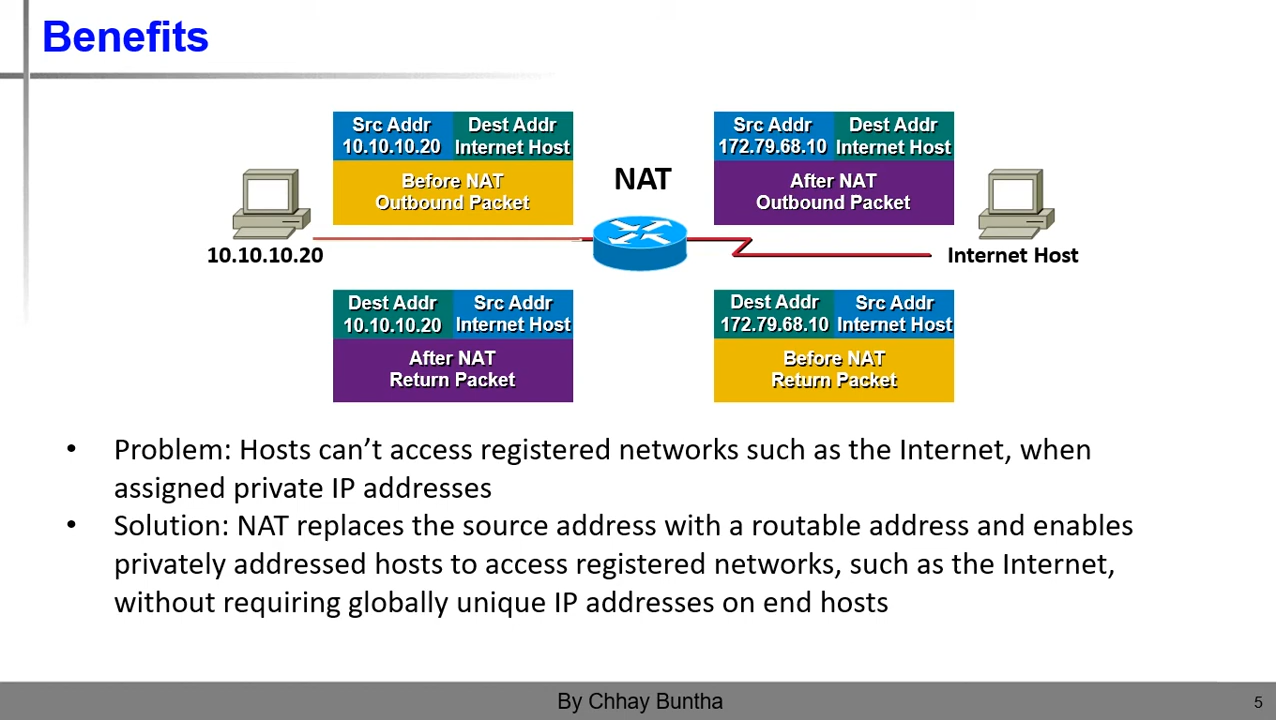 Benefits
Src Addr
10.10.10.20
Dest Addr
Internet Host
Before NAT
Outbound Packet
NAT
Src Addr
172.79.68.10
Dest Addr
Internet Host
After NAT
Outbound Packet
10.10.10.20
Internet Host
Dest Addr
10.10.10.20
Src Addr
Internet Host
After NAT
Return Packet
Dest Addr
172.79.68.10
Src Addr
Internet Host
Before NAT
Return Packet
• Problem: Hosts can’t access registered networks such as the Internet, when
assigned private IP addresses
• Solution: NAT replaces the source address with a routable address and enables
privately addressed hosts to access registered networks, such as the Internet,
without requiring globally unique IP addresses on end hosts
By Chhay Buntha
5